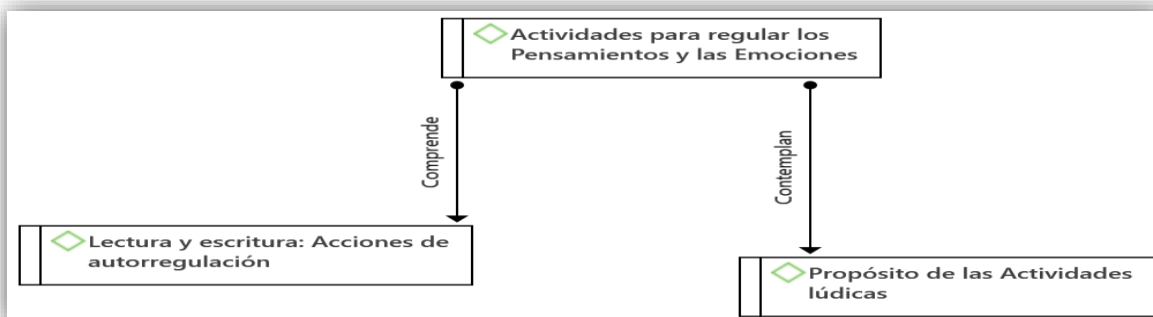 Actividades para regular los
Pensamientos y las Emociones
Comprende
Contemplan
Lectura y escritura: Acciones de
autorregulación
Propósito de las Actividades
lúdicas